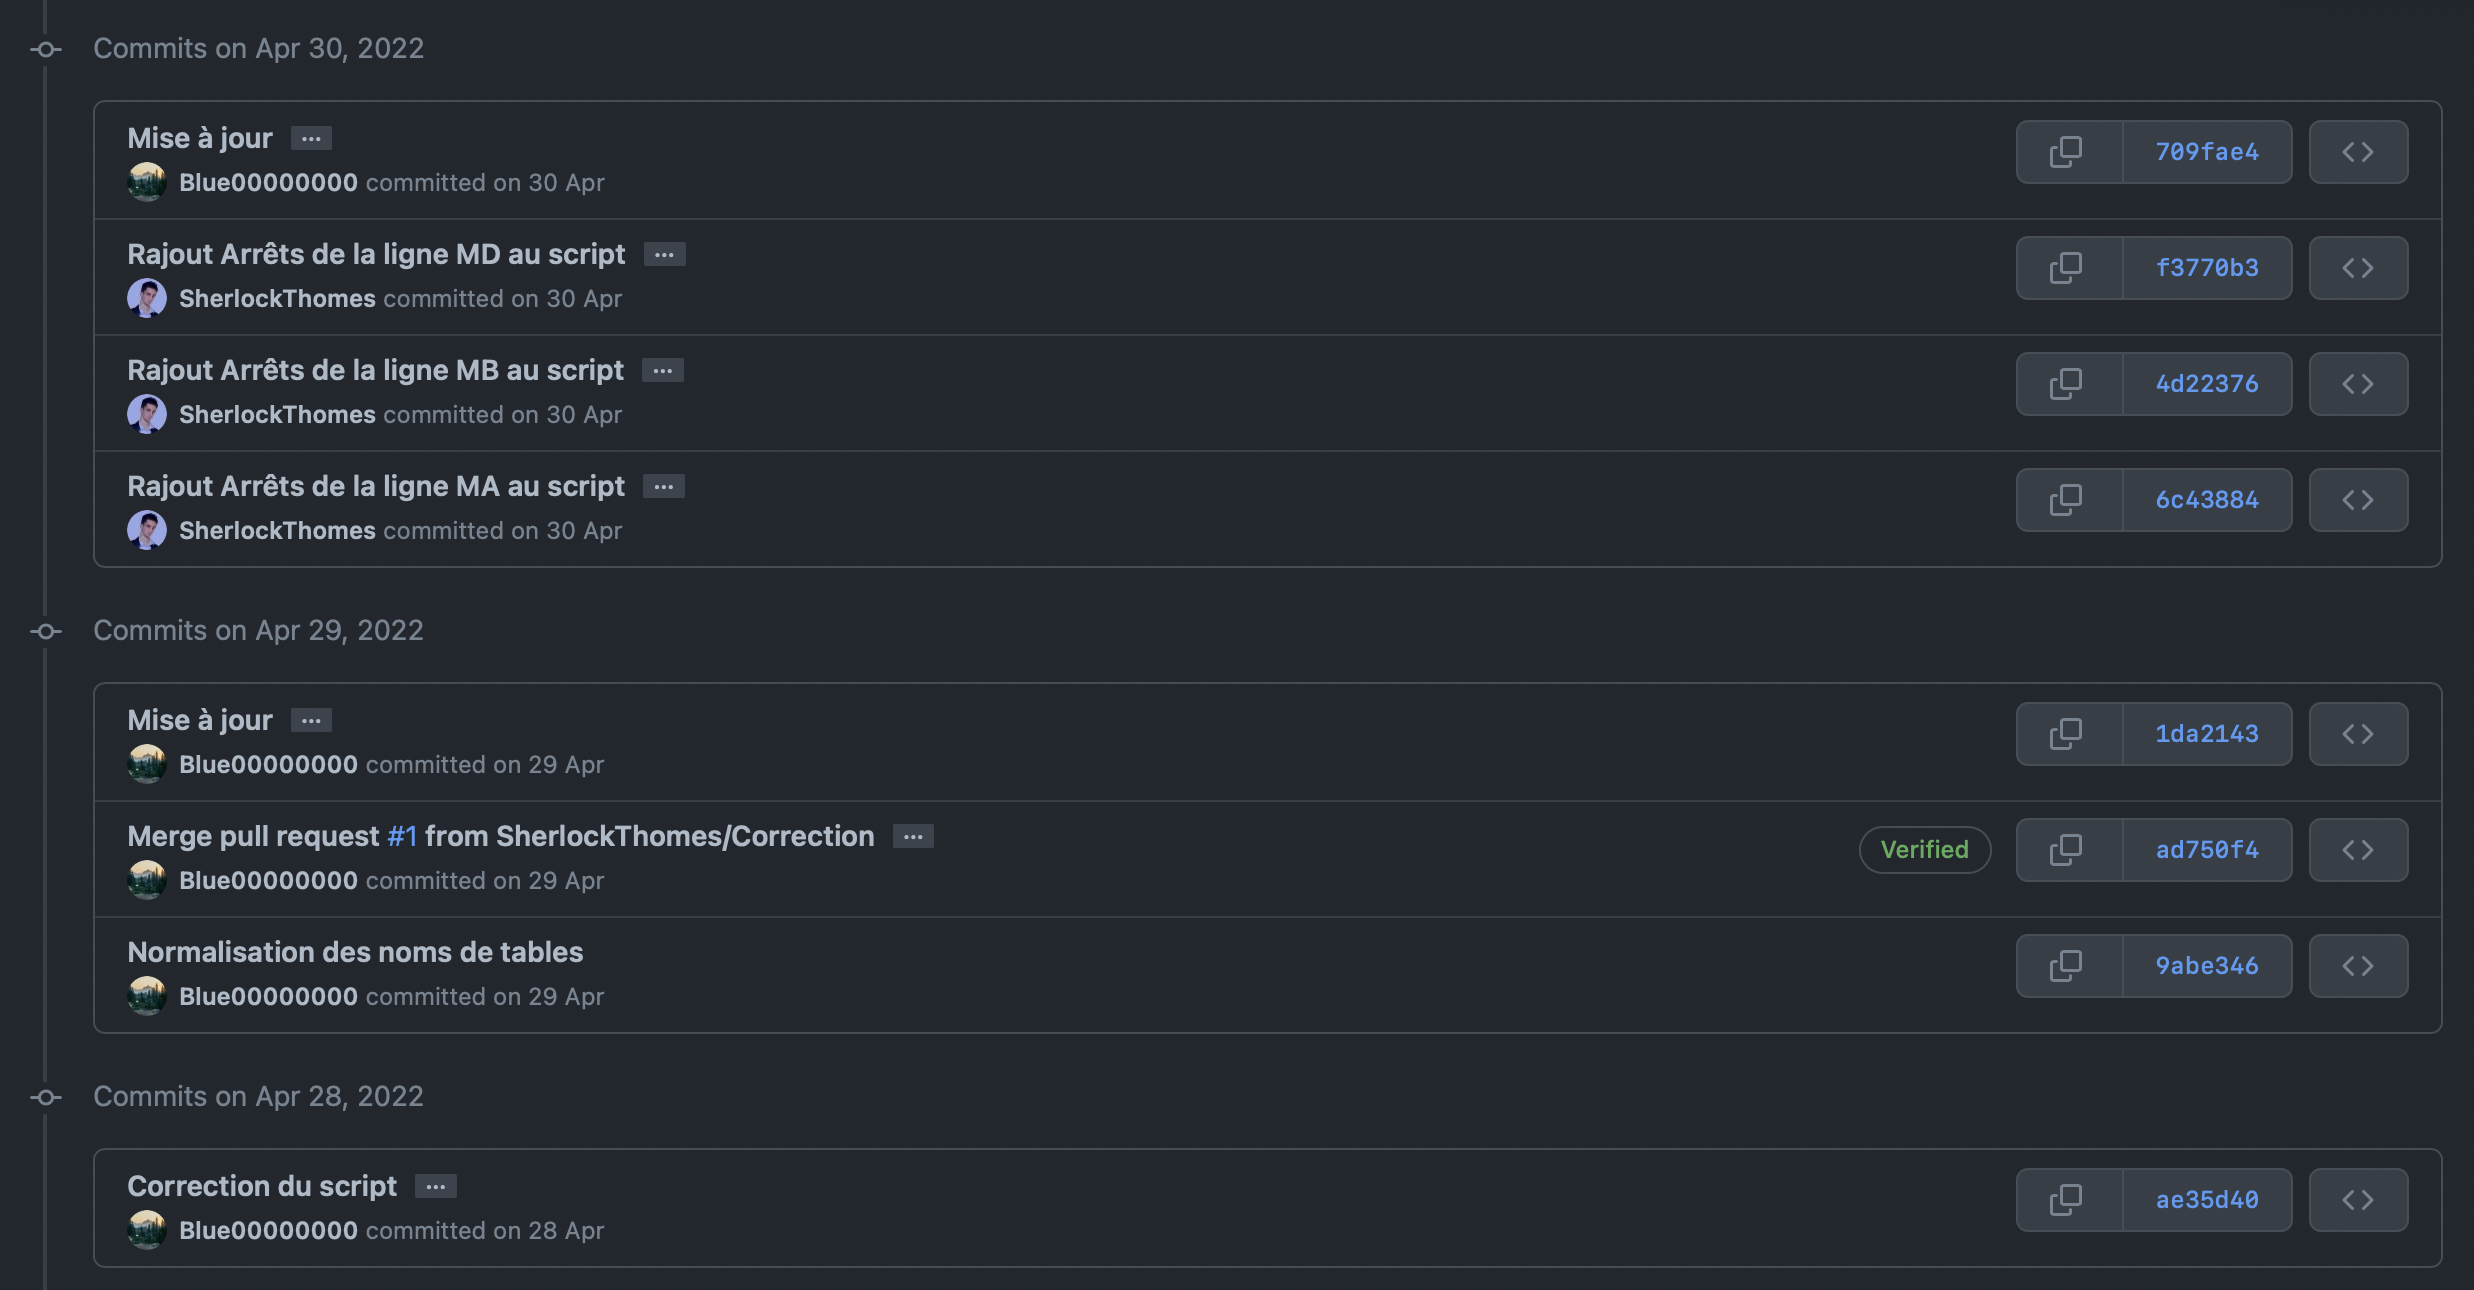 Commits on Apr 30, 2022
Mise à jour ...
Blue00000000 committed on 30 Apr
709fae4
Rajout Arrêts de la ligne MD au script ...
SherlockThomes committed on 30 Apr
f3770b3
Rajout Arrêts de la ligne MB au script ...
SherlockThomes committed on 30 Apr
4d22376
Rajout Arrêts de la ligne MA au script ...
SherlockThomes committed on 30 Apr
6c43884
Commits on Apr 29, 2022
Mise à jour ...
Blue00000000 committed on 29 Apr
1da2143
Merge pull request #1 from SherlockThomes/Correction ...
Blue00000000 committed on 29 Apr
Verified
ad750f4
Normalisation des noms de tables
Blue00000000 committed on 29 Apr
9abe346
Commits on Apr 28, 2022
Correction du script ...
Blue00000000 committed on 28 Apr
ae35d40